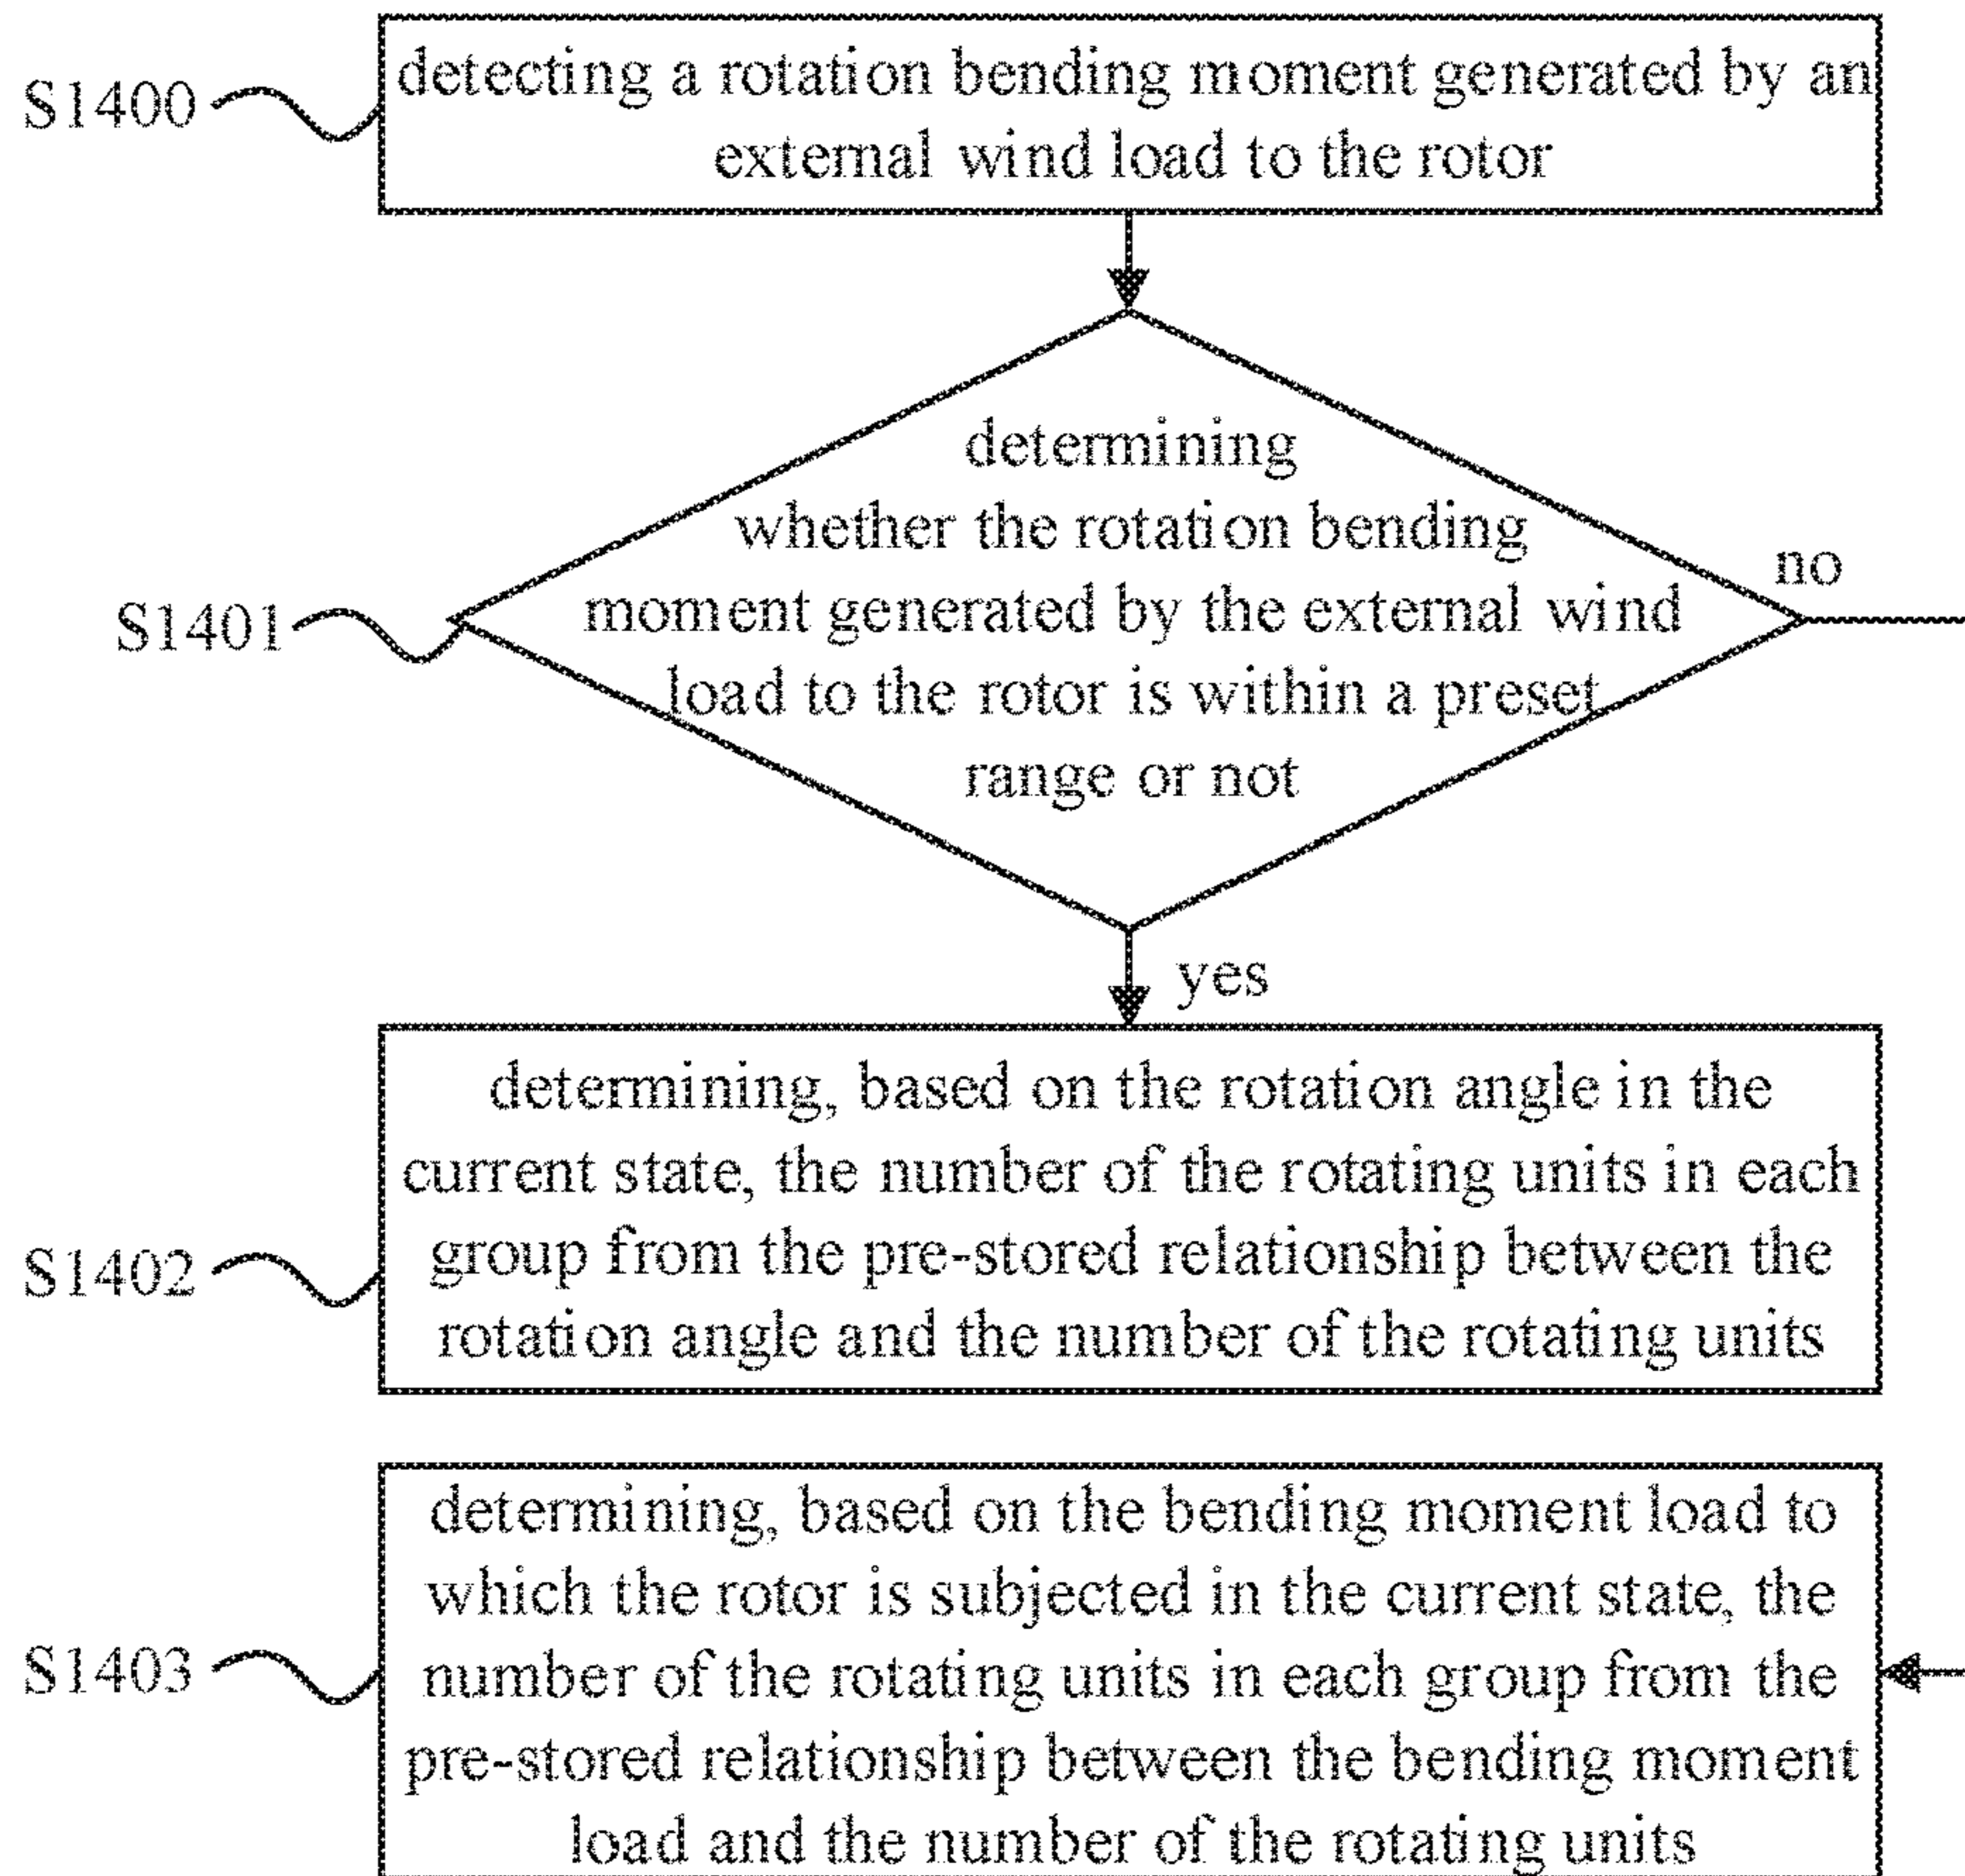 S1400
detecting a rotation bending moment generated by an
external wind load to the rotor
determining
whether the rotation bending
moment generated by the external wind
load to the rotor is within a preset
range or not
S1401
no
yes
S1402
determining, based on the rotation angle in the
current state, the number of the rotating units in each
group from the pre-stored relationship between the
rotation angle and the number of the rotating units
S1403
determining, based on the bending moment load to
which the rotor is subjected in the current state, the
number of the rotating units in each group from the
pre-stored relationship between the bending moment
load and the number of the rotating units